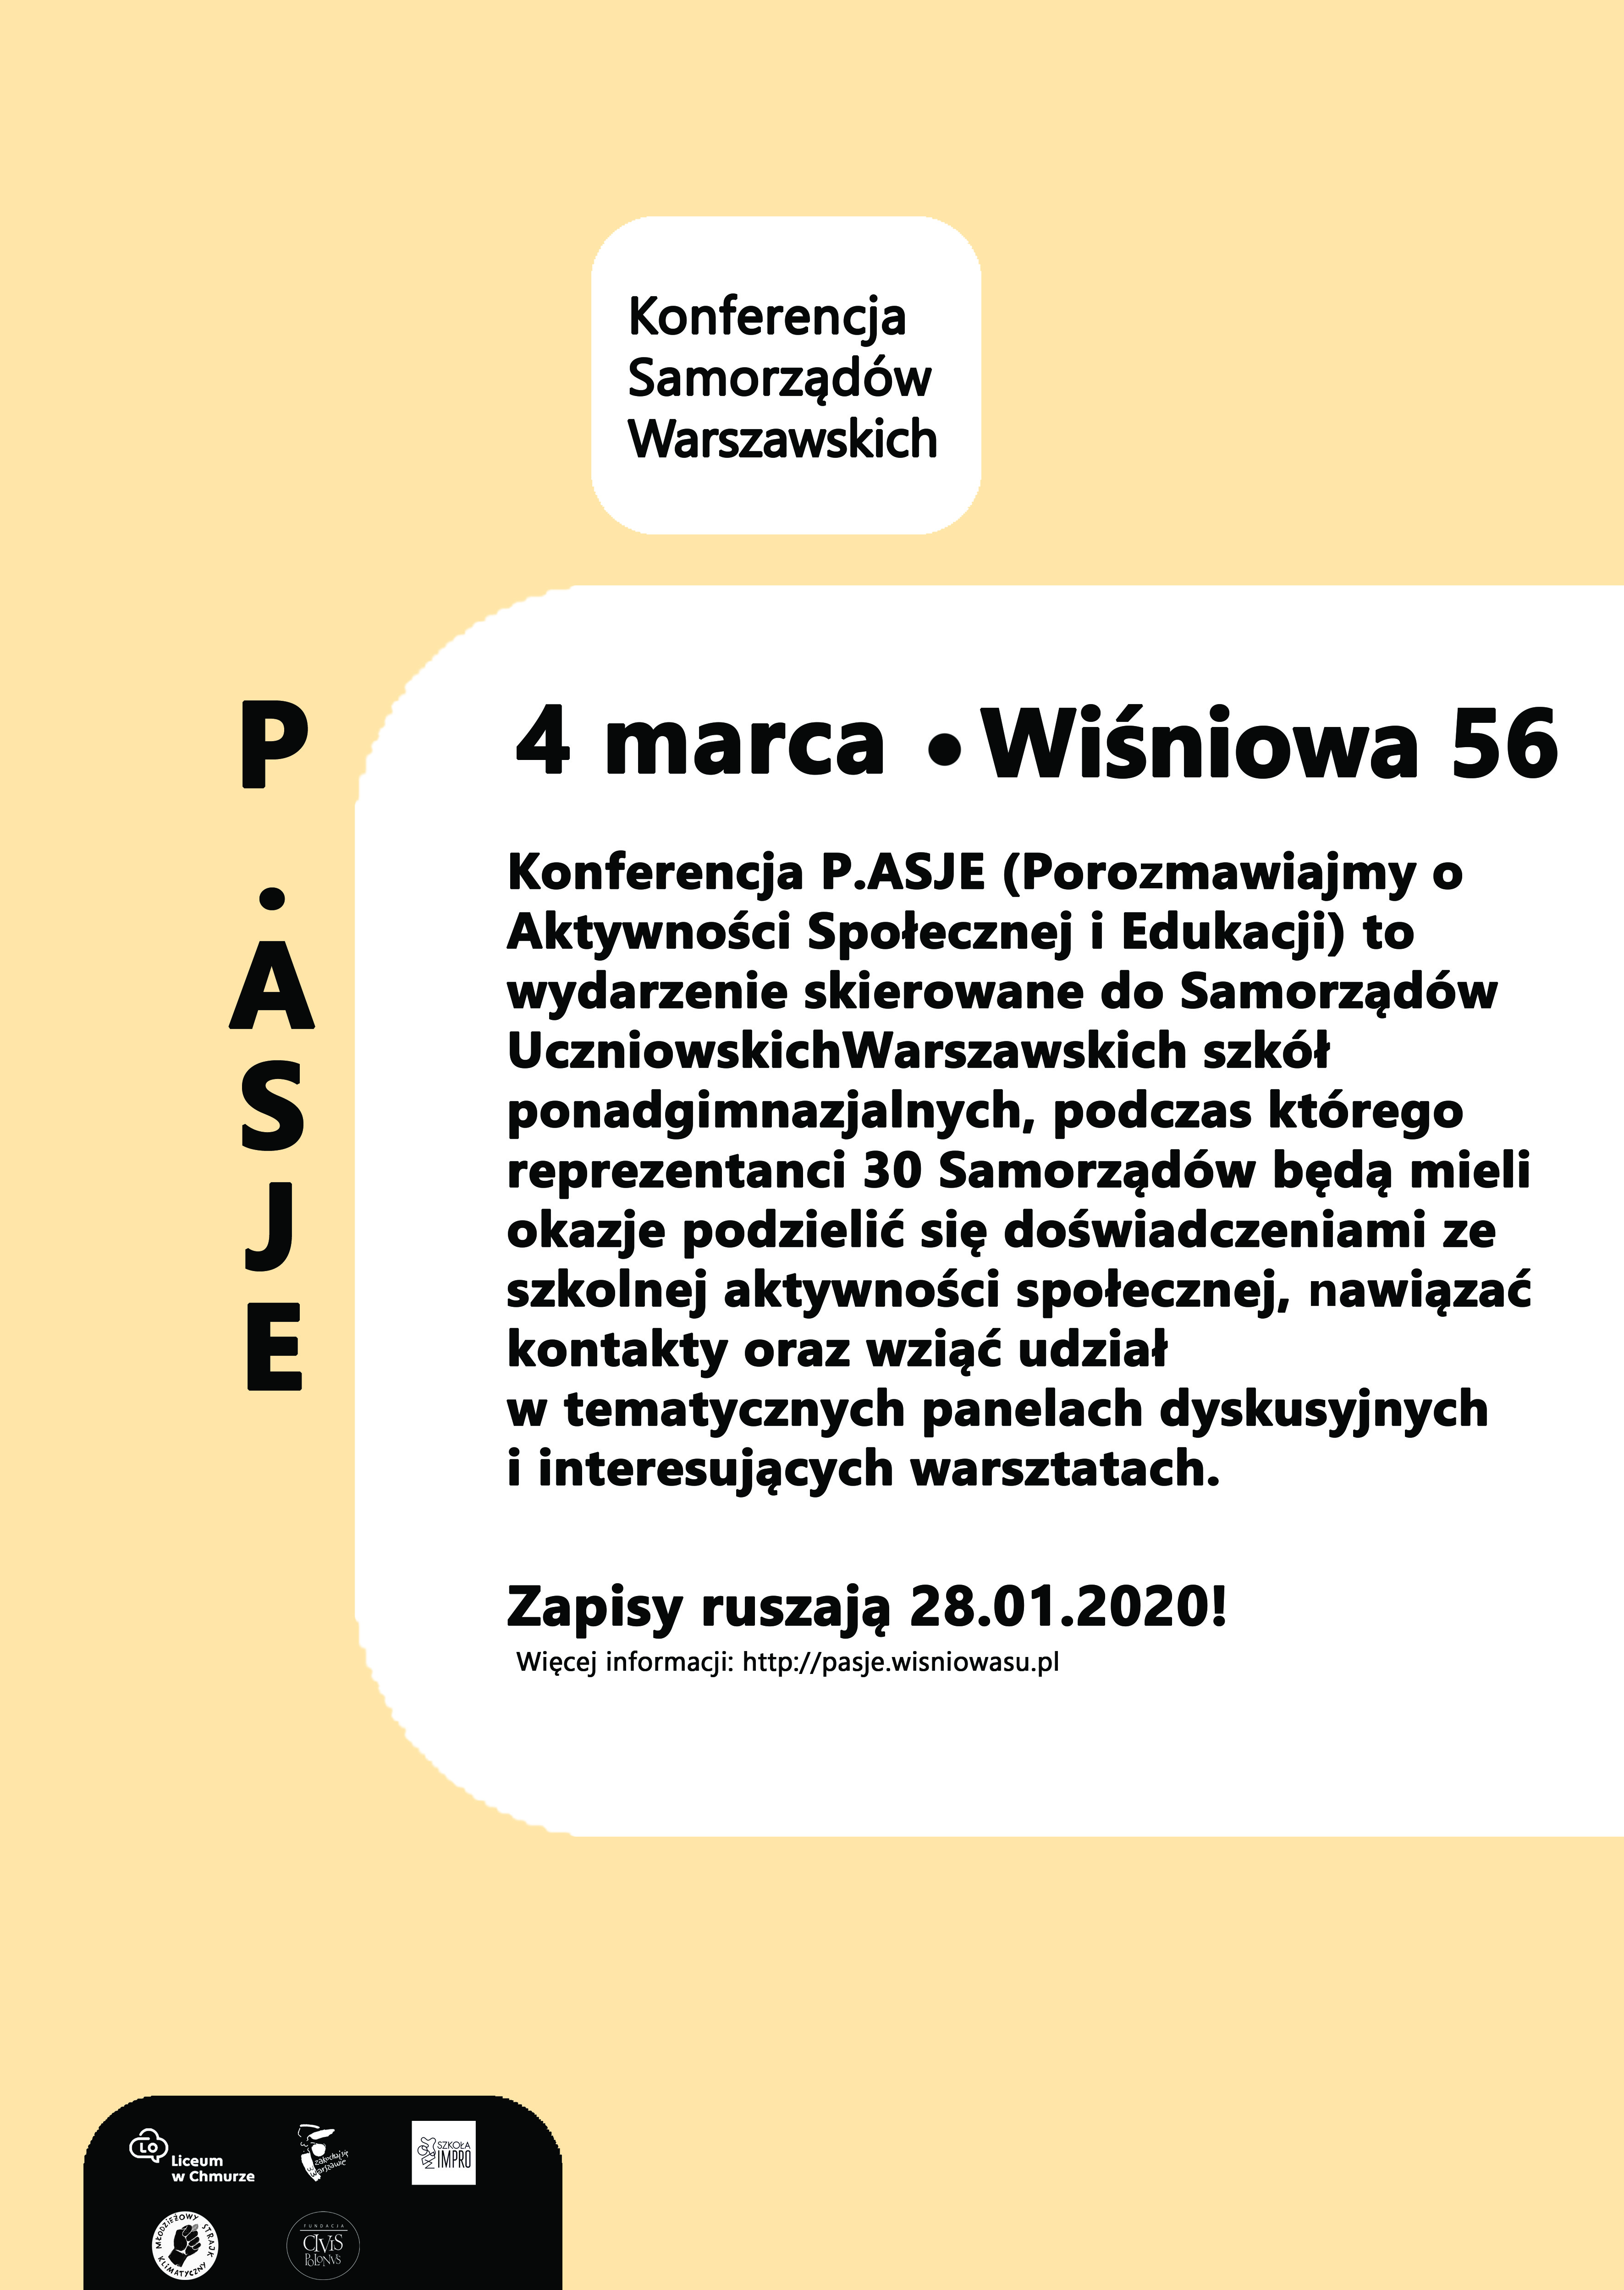 Konferencja
Samorządów
Warszawskich
P
.
A
S
J
E
4 marca • Wiśniowa 56
Konferencja P.ASJE (Porozmawiajmy o
Aktywności Społecznej i Edukacji) to
wydarzenie skierowane do Samorządów
UczniowskichWarszawskich szkół
ponadgimnazjalnych, podczas którego
reprezentanci 30 Samorządów będą mieli
okazje podzielić się doświadczeniami ze
szkolnej aktywności społecznej, nawiązać
kontakty oraz wziąć udział
w tematycznych panelach dyskusyjnych
i interesujących warsztatach.
Zapisy ruszają 28.01.2020!
Więcej informacji: http://pasje.wisniowasu.pl
LO
Liceum
w Chmurze
zakochaj się
w Warszawie
SZKOŁA
IMPRO
MŁODZIEŻOWY STRAJK
KLIMATYCZNY
FUNDACJA
CIVIS
POLONVS